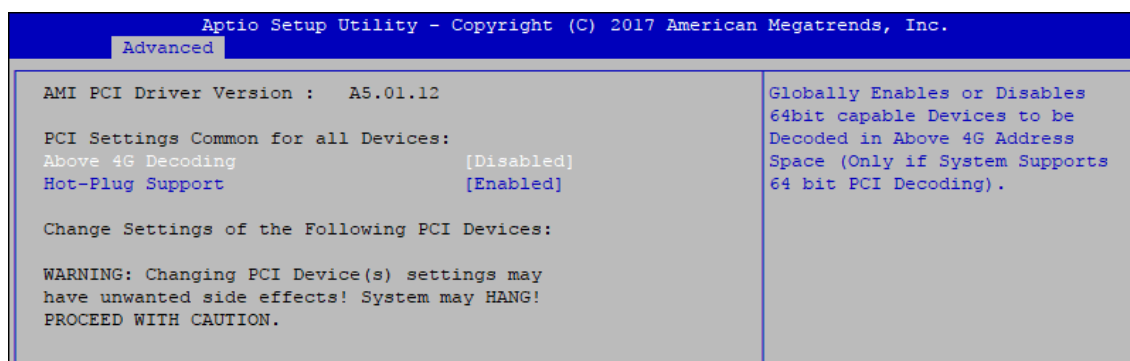 Aptio Setup Utility - Copyright (C) 2017 American Megatrends, Inc.
Advanced
AMI PCI Driver Version : A5.01.12
PCI Settings Common for all Devices:
Above 4G Decoding [Disabled]
Hot-Plug Support [Enabled]
Change Settings of the Following PCI Devices:
WARNING: Changing PCI Device(s) settings may
have unwanted side effects! System may HANG!
PROCEED WITH CAUTION.
Globally Enables or Disables
64bit capable Devices to be
Decoded in Above 4G Address
Space (Only if System Supports
64 bit PCI Decoding).